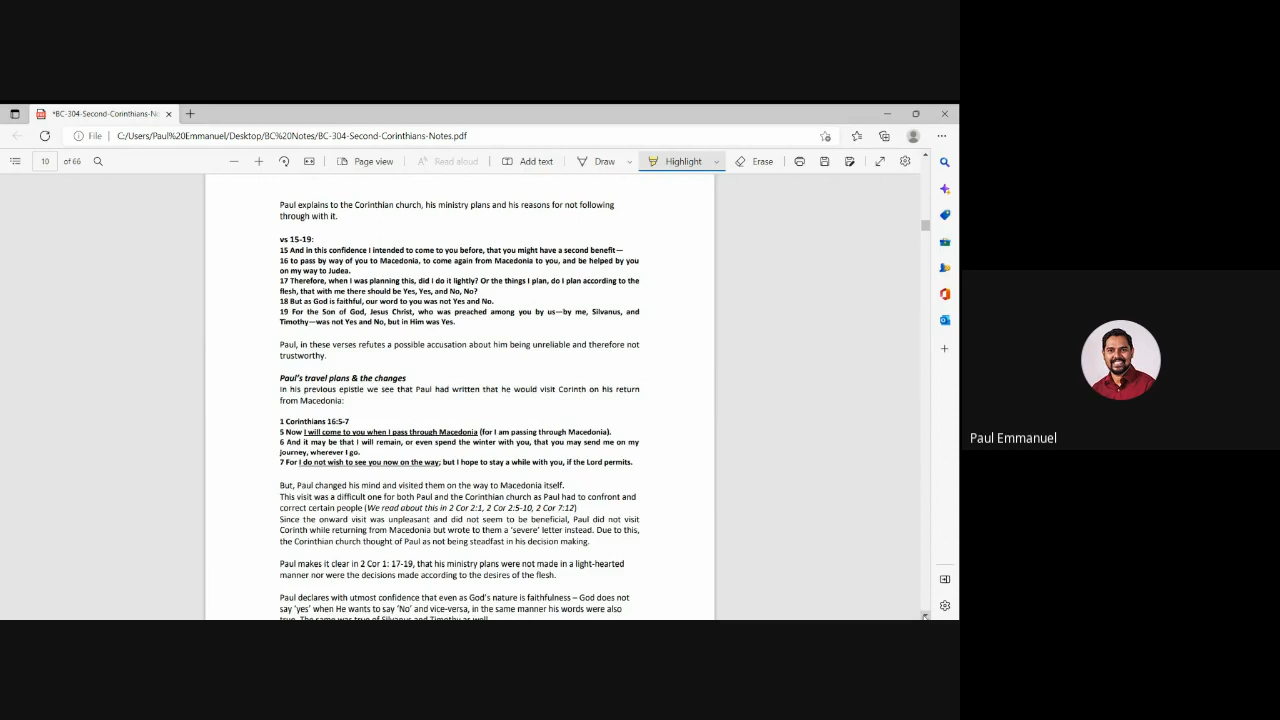 *BC-304-Second-Corinthians-No
File
C:/Users/Paul%20Emmanuel/Desktop/BC%20Notes/BC-304-Second-Corinthians-Notes.pdf
10 of 66
Page view
Read aloud
Add text
Draw
Highlight
Erase
Paul explains to the Corinthian church, his ministry plans and his reasons for not following
through with it.
vs 15-19:
15 And in this confidence I intended to come to you before, that you might have a second benefit—
16 to pass by way of you to Macedonia, to come again from Macedonia to you, and be helped by you
on my way to Judea.
17 Therefore, when I was planning this, did I do it lightly? Or the things I plan, do I plan according to the
flesh, that with me there should be Yes, Yes, and No, No?
18 But as God is faithful, our word to you was not Yes and No.
19 For the Son of God, Jesus Christ, who was preached among you by us—by me, Silvanus, and
Timothy—was not Yes and No, but in Him was Yes.
Paul, in these verses refutes a possible accusation about him being unreliable and therefore not
trustworthy.
Paul's travel plans & the changes
In his previous epistle we see that Paul had written that he would visit Corinth on his return
from Macedonia:
1 Corinthians 16:5-7
5 Now I will come to you when I pass through Macedonia (for I am passing through Macedonia).
6 And it may be that I will remain, or even spend the winter with you, that you may send me on my
journey, wherever I go.
7 For I do not wish to see you now on the way; but I hope to stay a while with you, if the Lord permits.
But, Paul changed his mind and visited them on the way to Macedonia itself.
This visit was a difficult one for both Paul and the Corinthian church as Paul had to confront and
correct certain people (We read about this in 2 Cor 2:1, 2 Cor 2:5-10, 2 Cor 7:12)
Since the onward visit was unpleasant and did not seem to be beneficial, Paul did not visit
Corinth while returning from Macedonia but wrote to them a 'severe' letter instead. Due to this,
the Corinthian church thought of Paul as not being steadfast in his decision making.
Paul makes it clear in 2 Cor 1: 17-19, that his ministry plans were not made in a light-hearted
manner nor were the decisions made according to the desires of the flesh.
Paul declares with utmost confidence that even as God's nature is faithfulness – God does not
say 'yes' when He wants to say 'No' and vice-versa, in the same manner his words were also
true. The same was true of Silvanus and Timothy as well.
Paul Emmanuel